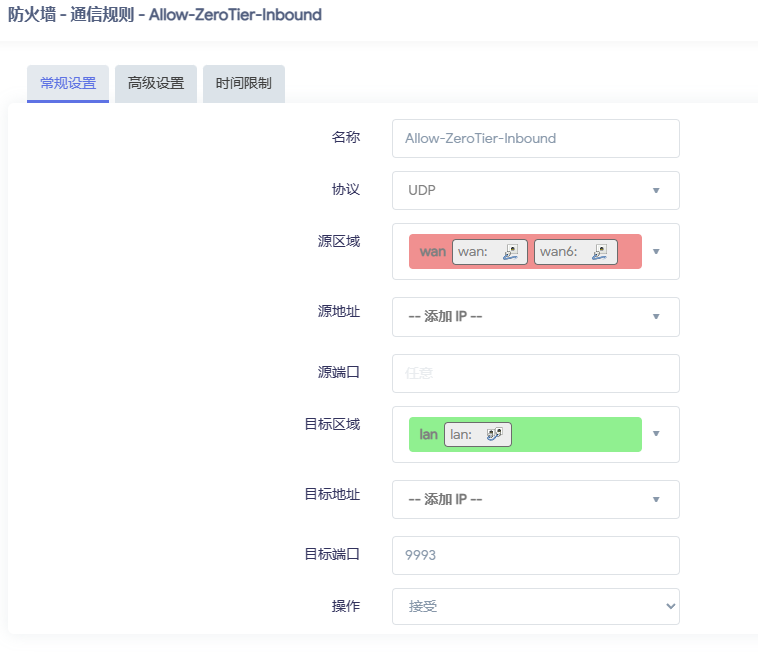 防火墙 - 通信规则 - Allow-ZeroTier-Inbound
常规设置 高级设置 时间限制
名称 Allow-ZeroTier-Inbound
协议 UDP
源区域 wan wan: wan6:
源地址 -- 添加 IP --
源端口 任意
目标区域 lan lan:
目标地址 -- 添加 IP --
目标端口 9993
操作 接受